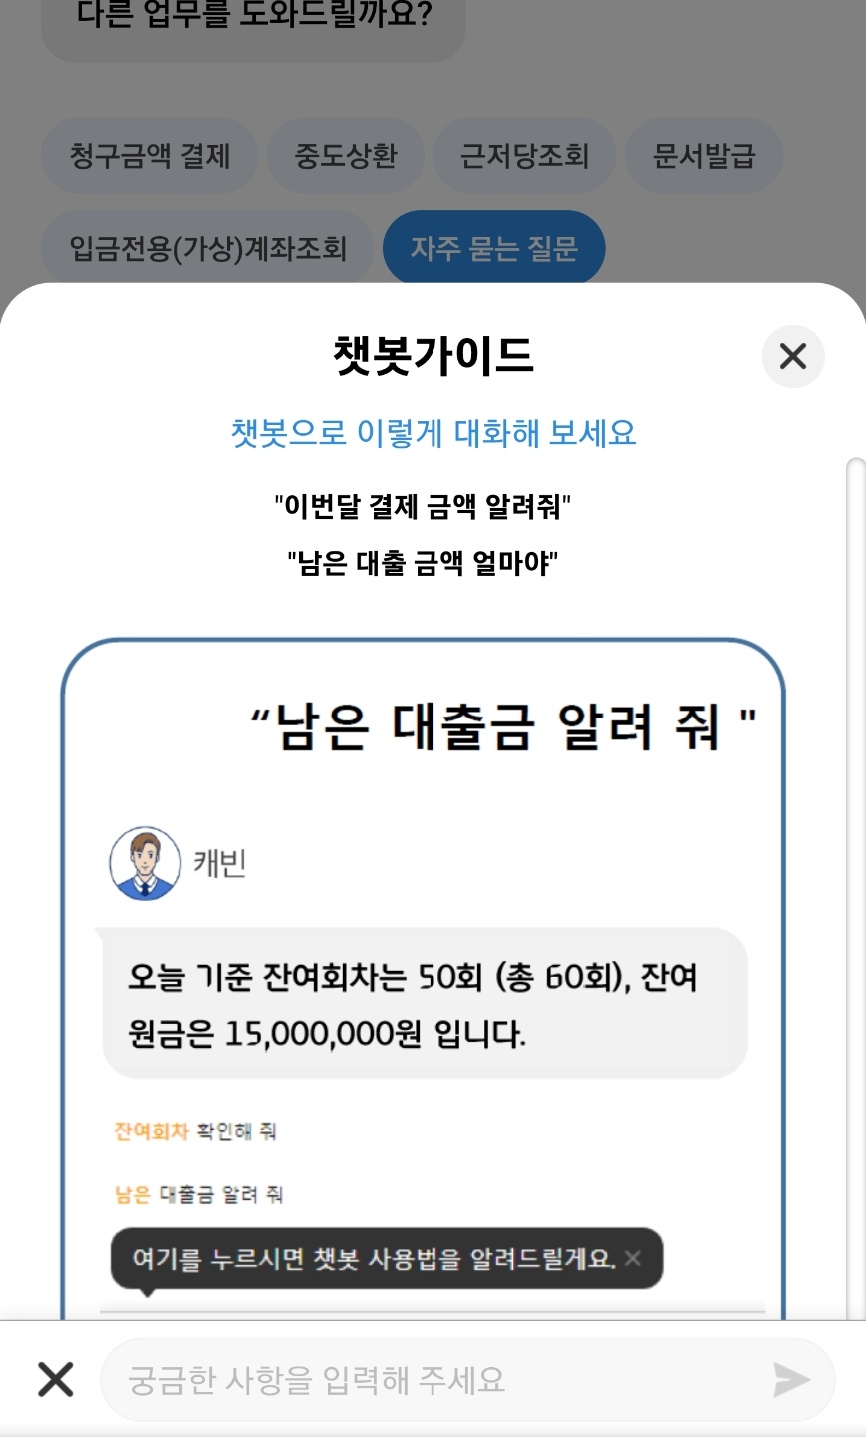 다른 업무를 도와드릴까요?
청구금액 결제 중도상환 근저당조회 문서발급
입금전용(가상)계좌조회 자주 묻는 질문
챗봇가이드
챗봇으로 이렇게 대화해 보세요
"이번달 결제 금액 알려줘"
"남은 대출 금액 얼마야"
“남은 대출금 알려 줘 "
캐빈
오늘 기준 잔여회차는 50회 (총 60회), 잔여
원금은 15,000,000원 입니다.
잔여회차 확인해 줘
남은 대출금 알려 줘
여기를 누르시면 챗봇 사용법을 알려드릴게요.
궁금한 사항을 입력해 주세요